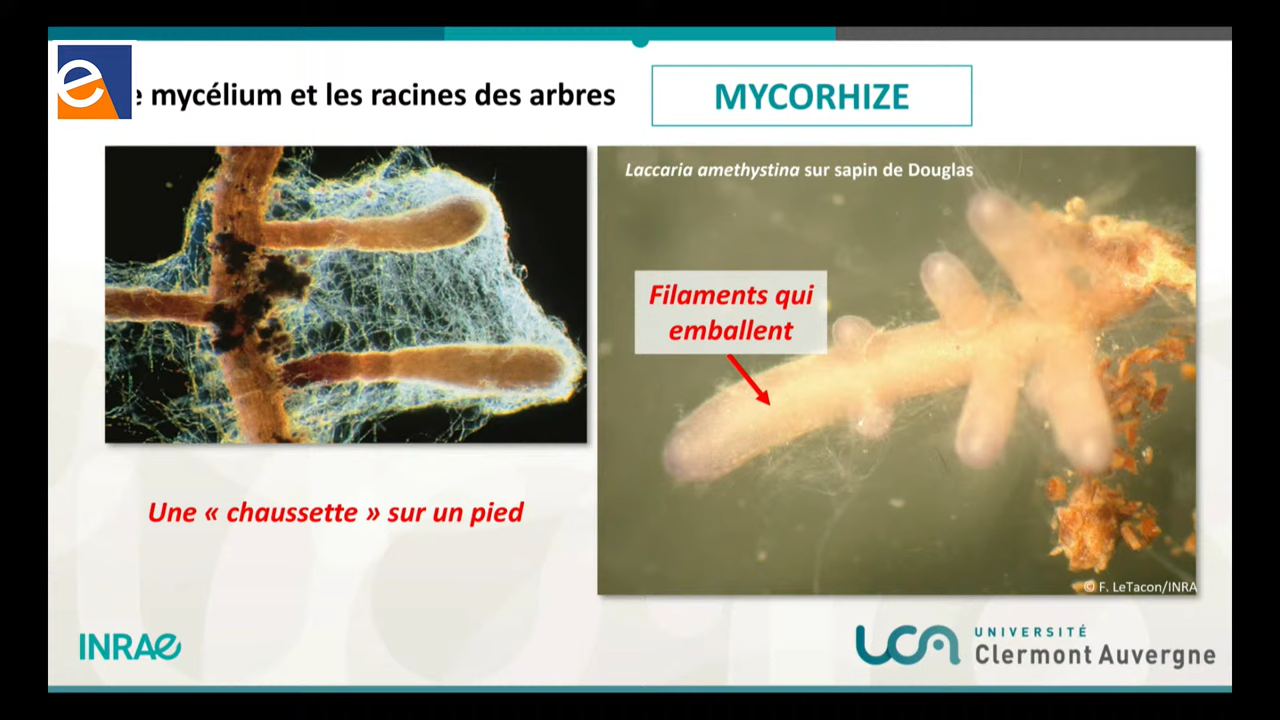 e mycélium et les racines des arbres
MYCORHIZE
Laccaria amethystina sur sapin de Douglas
Filaments qui
emballent
Une « chaussette » sur un pied
© F. LeTacon/INRA
INRAE
UCA
UNIVERSITÉ
Clermont Auvergne